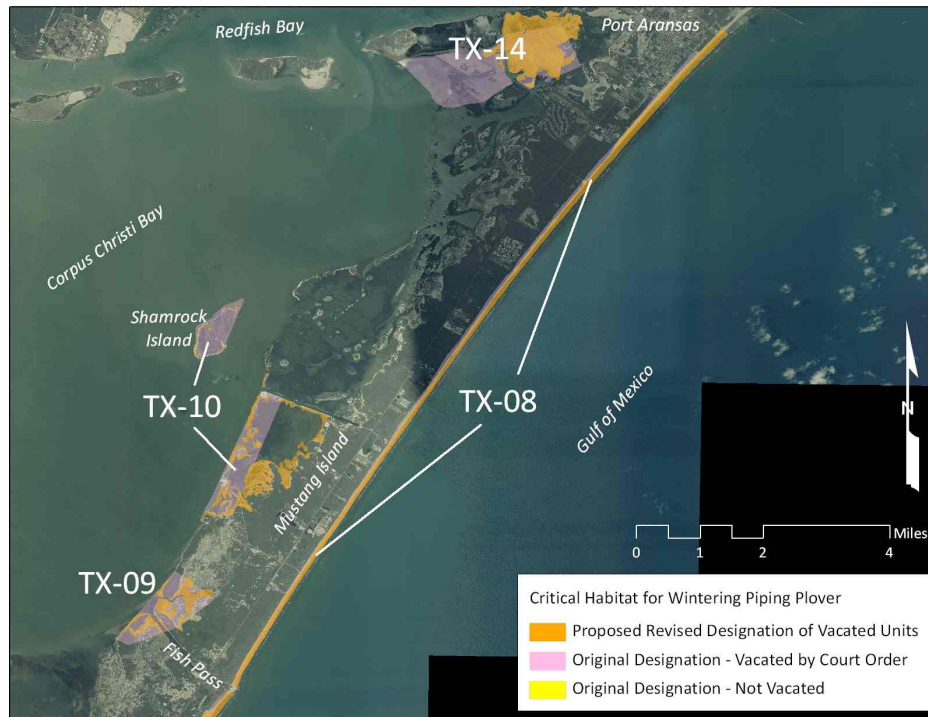 Redfish Bay
Port Aransas
TX-14
Corpus Christi Bay
Shamrock
Island
TX-10
TX-08
Gulf of Mexico
N
Mustang Island
Miles
0 1 2 4
TX-09
Fish Pass
Critical Habitat for Wintering Piping Plover
Proposed Revised Designation of Vacated Units
Original Designation - Vacated by Court Order
Original Designation - Not Vacated